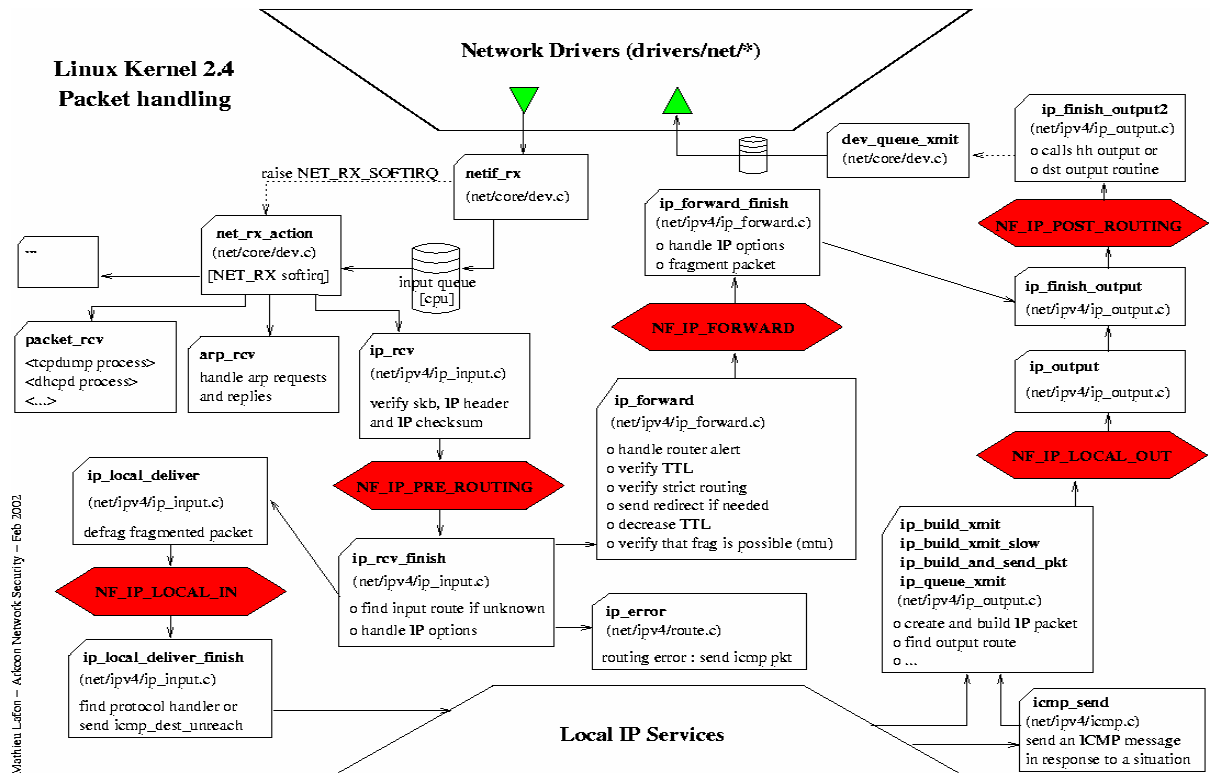 Network Drivers (drivers/net/*)
Linux Kernel 2.4
Packet handling
ip_finish_output2
(net/ipv4/ip_output.c)
o calls hh output or
o dst output routine
dev_queue_xmit
(net/core/dev.c)
raise NET_RX_SOFTIRQ
netif_rx
(net/core/dev.c)
ip_forward_finish
(net/ipv4/ip_forward.c)
o handle IP options
o fragment packet
NF_IP_POST_ROUTING
net_rx_action
(net/core/dev.c)
[NET_RX softirq]
...
input queue
[cpu]
ip_finish_output
(net/ipv4/ip_output.c)
NF_IP_FORWARD
packet_rcv
<tcpdump process>
<dhcpd process>
<...>
arp_rcv
handle arp requests
and replies
ip_rcv
(net/ipv4/ip_input.c)
verify skb, IP header
and IP checksum
ip_output
(net/ipv4/ip_output.c)
ip_forward
(net/ipv4/ip_forward.c)
o handle router alert
o verify TTL
o verify strict routing
o send redirect if needed
o decrease TTL
o verify that frag is possible (mtu)
NF_IP_LOCAL_OUT
ip_local_deliver
(net/ipv4/ip_input.c)
defrag fragmented packet
NF_IP_PRE_ROUTING
ip_build_xmit
ip_build_xmit_slow
ip_build_and_send_pkt
ip_queue_xmit
(net/ipv4/ip_output.c)
o create and build IP packet
o find output route
o ...
ip_rcv_finish
(net/ipv4/ip_input.c)
o find input route if unknown
o handle IP options
NF_IP_LOCAL_IN
ip_error
(net/ipv4/route.c)
routing error : send icmp pkt
ip_local_deliver_finish
(net/ipv4/ip_input.c)
find protocol handler or
send icmp_dest_unreach
Local IP Services
icmp_send
(net/ipv4/icmp.c)
send an ICMP message
in response to a situation
Mathieu Lafon – Arkoon Network Security – Feb 2002